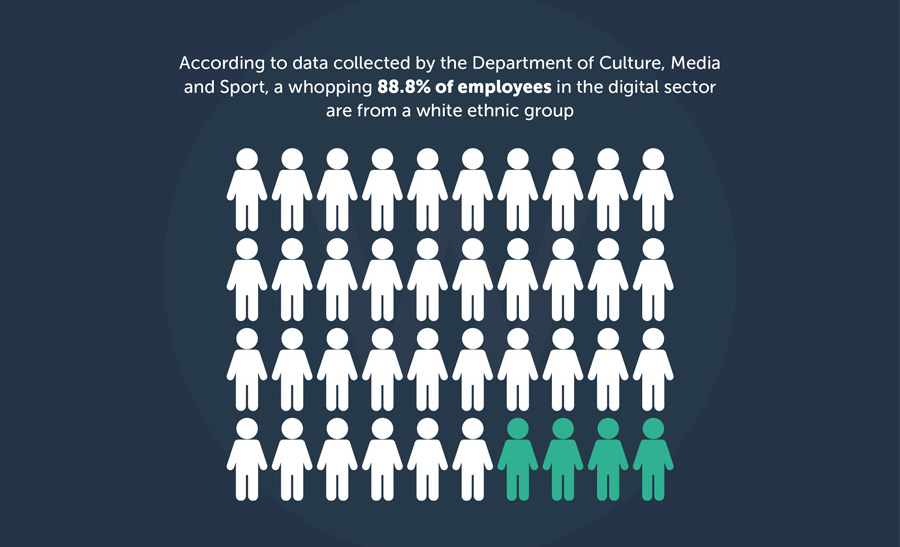 According to data collected by the Department of Culture, Media
and Sport, a whopping 88.8% of employees in the digital sector
are from a white ethnic group